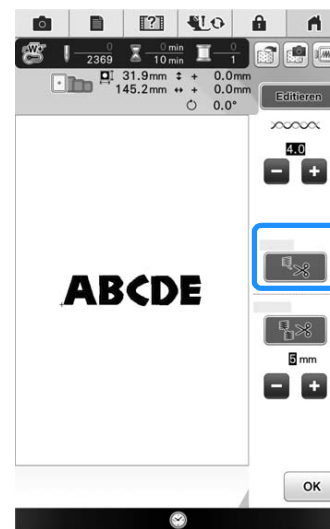 0
2369
0 min
10 min
0
1
31.9mm + 0.0mm
145.2mm + 0.0mm
0.0°
Editieren
4.0
ABCDE
5 mm
OK